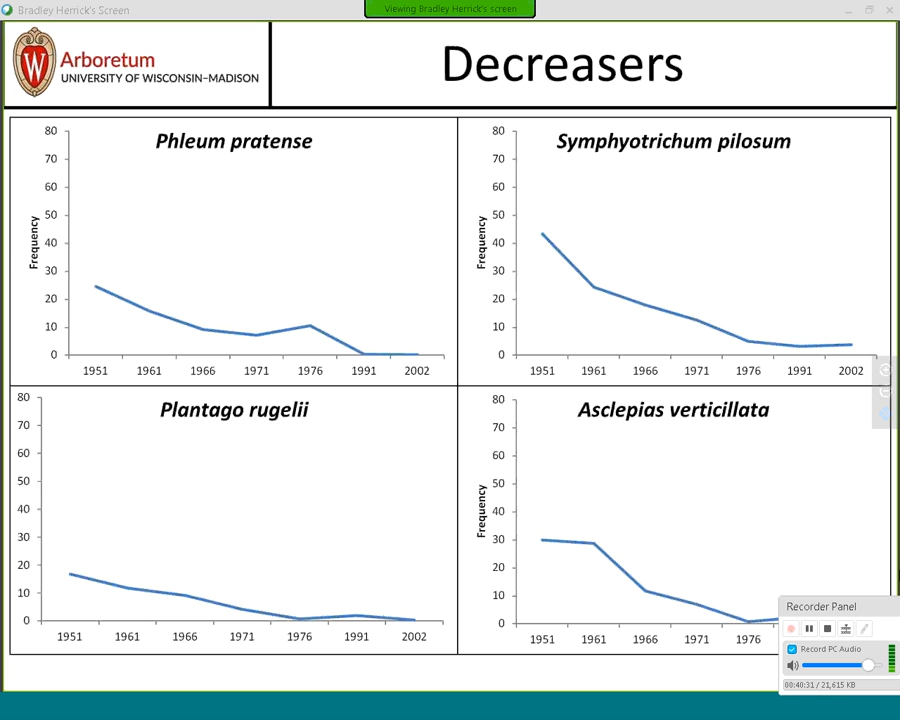 Bradley Herrick's Screen
Viewing Bradley Herrick's screen
W
Arboretum
UNIVERSITY OF WISCONSIN–MADISON
Decreasers
Phleum pratense
Frequency
80
70
60
50
40
30
20
10
0
1951 1961 1966 1971 1976 1991 2002
Symphyotrichum pilosum
Frequency
80
70
60
50
40
30
20
10
0
1951 1961 1966 1971 1976 1991 2002
Plantago rugelii
80
70
60
50
40
30
20
10
0
1951 1961 1966 1971 1976 1991 2002
Asclepias verticillata
Frequency
80
70
60
50
40
30
20
10
0
1951 1961 1966 1971 1976
Recorder Panel
Record PC Audio
00:40:31 / 21,615 KB